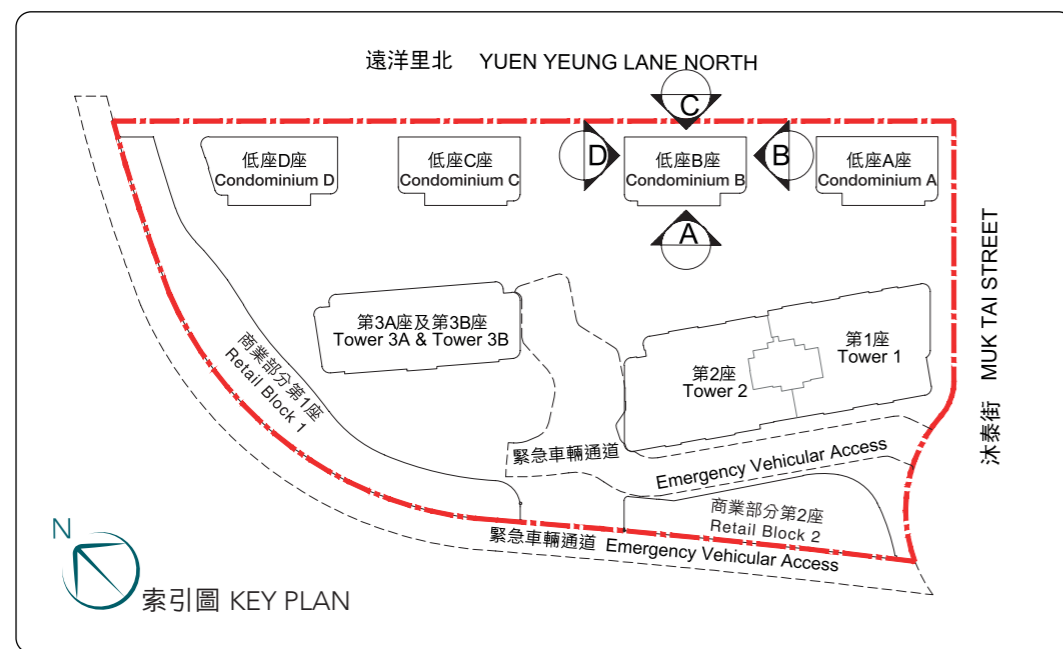 遠洋里北 YUEN YEUNG LANE NORTH
C
低座D座
Condominium D
低座C座
Condominium C
D
低座B座
Condominium B
B
低座A座
Condominium A
A
沐泰街 MUK TAI STREET
第3A座及第3B座
Tower 3A & Tower 3B
第1座
Tower 1
第2座
Tower 2
商業部分第1座
Retail Block 1
緊急車輛通道 Emergency Vehicular Access
商業部分第2座
Retail Block 2
緊急車輛通道 Emergency Vehicular Access
N
索引圖 KEY PLAN